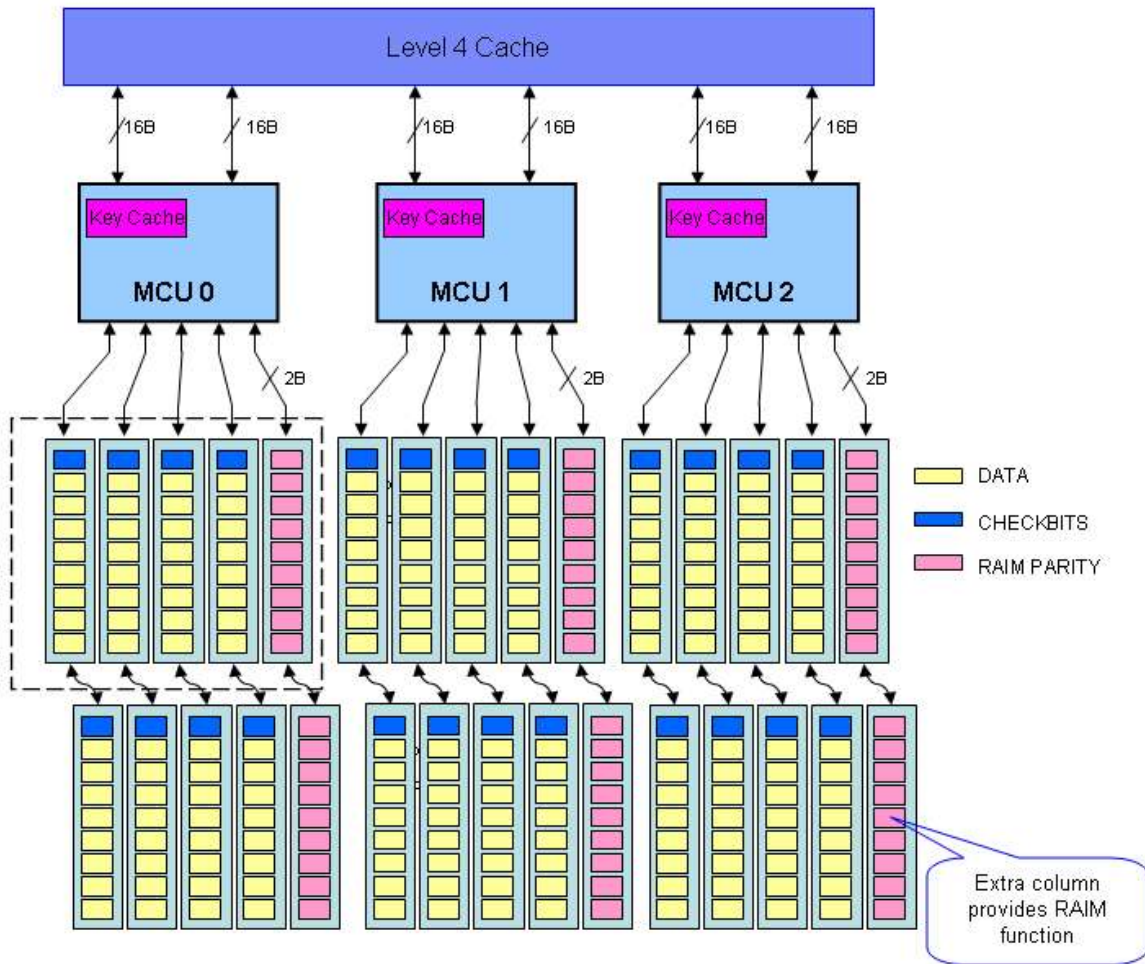 Level 4 Cache
16B
16B
16B
16B
16B
16B
Key Cache
Key Cache
Key Cache
MCU 0
MCU 1
MCU 2
2B
2B
2B
DATA
CHECKBITS
RAIM PARITY
Extra column
provides RAIM
function